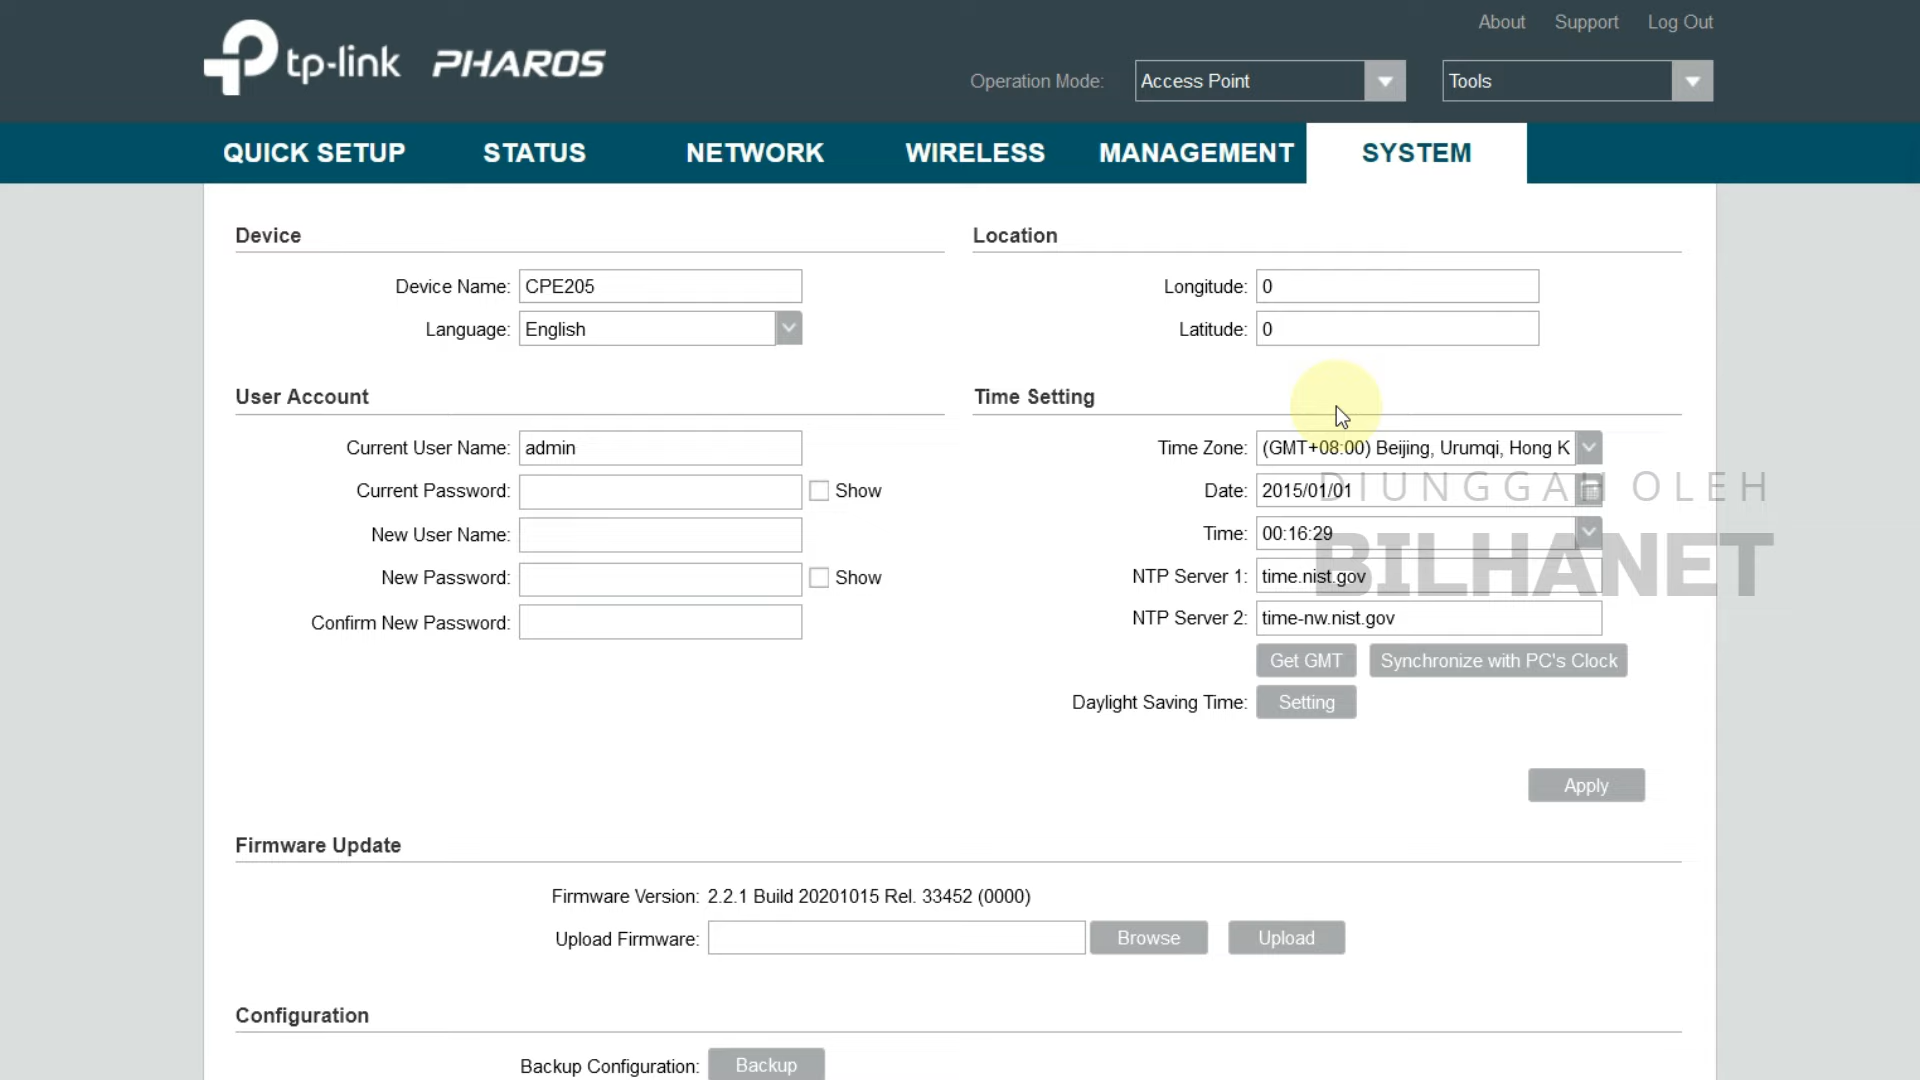 About Support Log Out
tp-link PHAROS
Operation Mode: Access Point Tools
QUICK SETUP STATUS NETWORK WIRELESS MANAGEMENT SYSTEM
Device
Device Name: CPE205
Language: English
Location
Longitude: 0
Latitude: 0
User Account
Current User Name: admin
Current Password: Show
New User Name:
New Password: Show
Confirm New Password:
Time Setting
Time Zone: (GMT+08:00) Beijing, Urumqi, Hong K
Date: 2015/01/01
Time: 00:16:29
NTP Server 1: time.nist.gov
NTP Server 2: time-nw.nist.gov
Get GMT Synchronize with PC's Clock
Daylight Saving Time: Setting
DIUNGGAH OLEH
BILHANET
Apply
Firmware Update
Firmware Version: 2.2.1 Build 20201015 Rel. 33452 (0000)
Upload Firmware: Browse Upload
Configuration
Backup Configuration: Backup